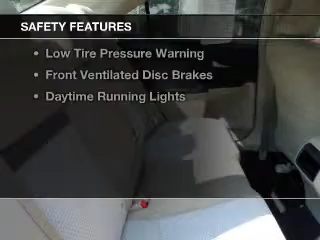 SAFETY FEATURES
• Low Tire Pressure Warning
• Front Ventilated Disc Brakes
• Daytime Running Lights